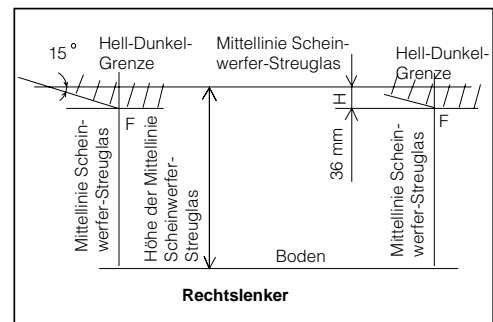 15°
Hell-Dunkel-
Grenze
Mittellinie Schein-
werfer-Streuglas
Hell-Dunkel-
Grenze
F
H
F
36 mm
Mittellinie Schein-
werfer-Streuglas
Höhe der Mittellinie
Scheinwerfer-
Streuglas
Mittellinie Schein-
werfer-Streuglas
Boden
Rechtslenker